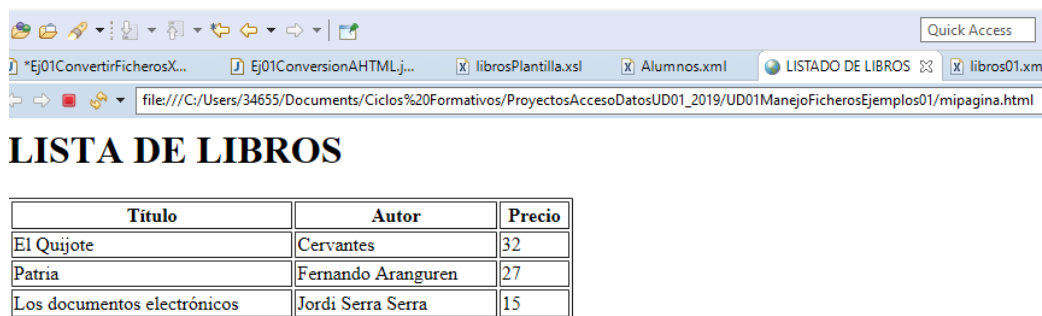 Quick Access
*Ej01ConvertirFicherosX... Ej01ConversionAHTML.j... librosPlantilla.xsl Alumnos.xml LISTADO DE LIBROS libros01.xm
file:///C:/Users/34655/Documents/Ciclos%20Formativos/ProyectosAccesoDatosUD01_2019/UD01ManejoFicherosEjemplos01/mipagina.html
LISTA DE LIBROS
Título Autor Precio
El Quijote Cervantes 32
Patria Fernando Aranguren 27
Los documentos electrónicos Jordi Serra Serra 15